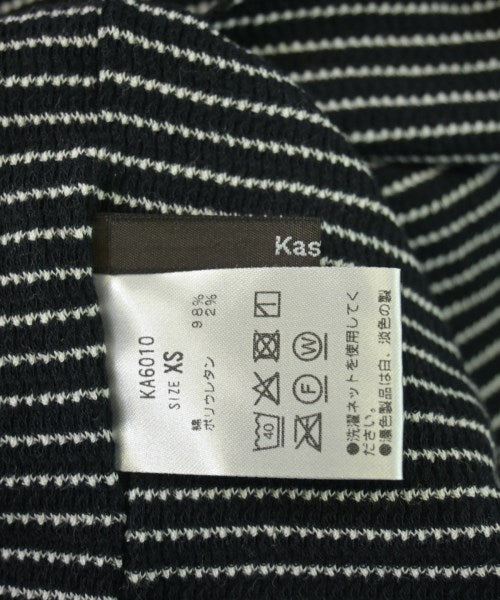 Kas
KA6010
SIZE XS
綿 98%
ポリウレタン 2%
40
F
W
●洗濯ネットを使用してく
ださい。
●濃色製品は白、淡色の製